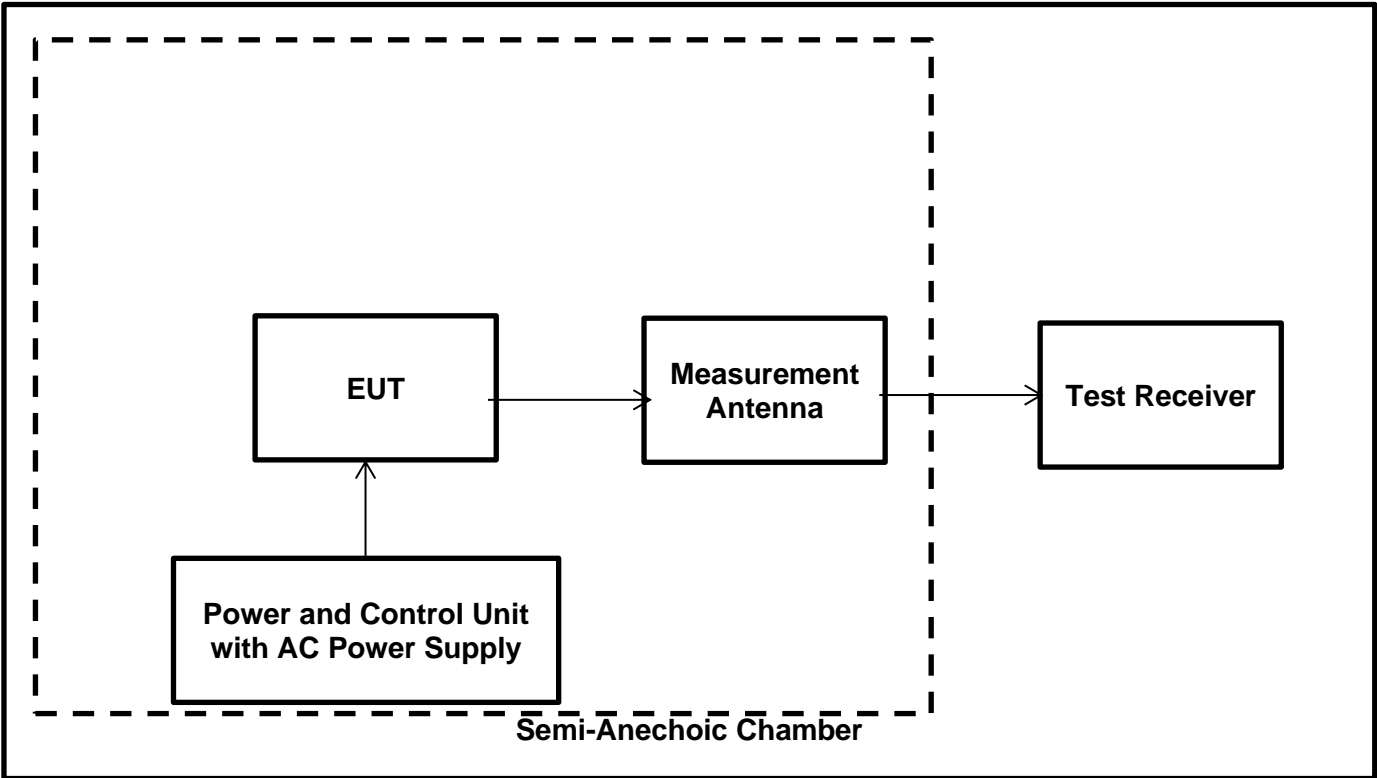 EUT
Measurement
Antenna
Test Receiver
Power and Control Unit
with AC Power Supply
Semi-Anechoic Chamber